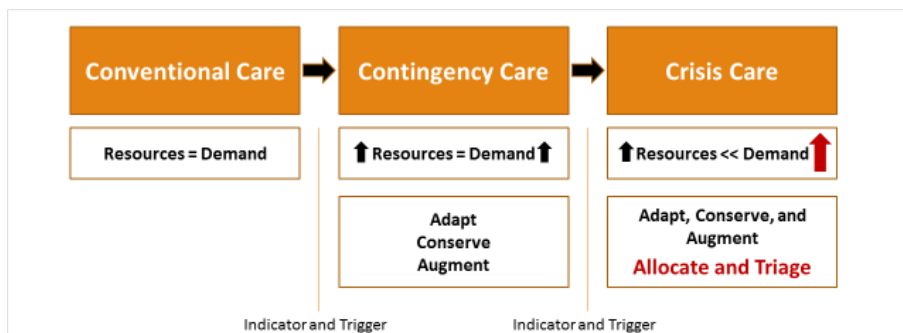 Conventional Care
Contingency Care
Crisis Care
Resources = Demand
Resources = Demand
Resources << Demand
Adapt
Conserve
Augment
Adapt, Conserve, and
Augment
Allocate and Triage
Indicator and Trigger
Indicator and Trigger